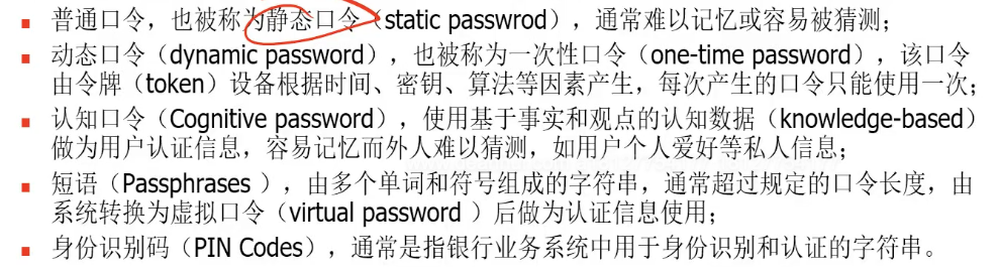 ▪ 普通口令，也被称为静态口令（static passwrod），通常难以记忆或容易被猜测；
▪ 动态口令（dynamic password），也被称为一次性口令（one-time password），该口令
由令牌（token）设备根据时间、密钥、算法等因素产生，每次产生的口令只能使用一次；
▪ 认知口令（Cognitive password），使用基于事实和观点的认知数据（knowledge-based）
做为用户认证信息，容易记忆而外人难以猜测，如用户个人爱好等私人信息；
▪ 短语（Passphrases ），由多个单词和符号组成的字符串，通常超过规定的口令长度，由
系统转换为虚拟口令（virtual password ）后做为认证信息使用；
▪ 身份识别码（PIN Codes），通常是指银行业务系统中用于身份识别和认证的字符串。